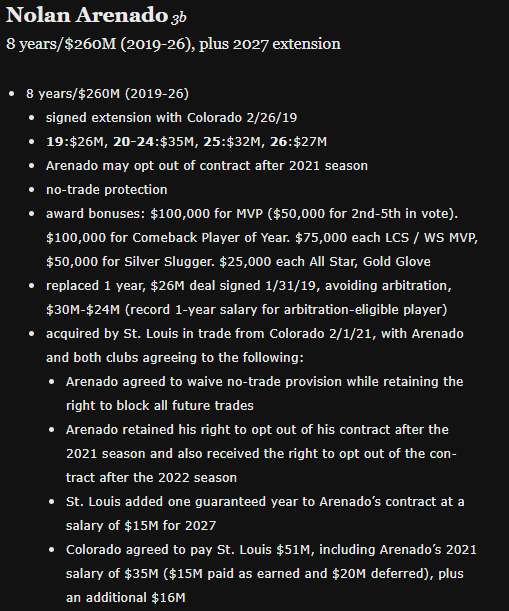 Nolan Arenado 3b
8 years/$260M (2019-26), plus 2027 extension
• 8 years/$260M (2019-26)
• signed extension with Colorado 2/26/19
• 19:$26M, 20-24:$35M, 25:$32M, 26:$27M
• Arenado may opt out of contract after 2021 season
• no-trade protection
• award bonuses: $100,000 for MVP ($50,000 for 2nd-5th in vote).
$100,000 for Comeback Player of Year. $75,000 each LCS / WS MVP,
$50,000 for Silver Slugger. $25,000 each All Star, Gold Glove
• replaced 1 year, $26M deal signed 1/31/19, avoiding arbitration,
$30M-$24M (record 1-year salary for arbitration-eligible player)
• acquired by St. Louis in trade from Colorado 2/1/21, with Arenado
and both clubs agreeing to the following:
• Arenado agreed to waive no-trade provision while retaining the
right to block all future trades
• Arenado retained his right to opt out of his contract after the
2021 season and also received the right to opt out of the con-
tract after the 2022 season
• St. Louis added one guaranteed year to Arenado’s contract at a
salary of $15M for 2027
• Colorado agreed to pay St. Louis $51M, including Arenado’s 2021
salary of $35M ($15M paid as earned and $20M deferred), plus
an additional $16M